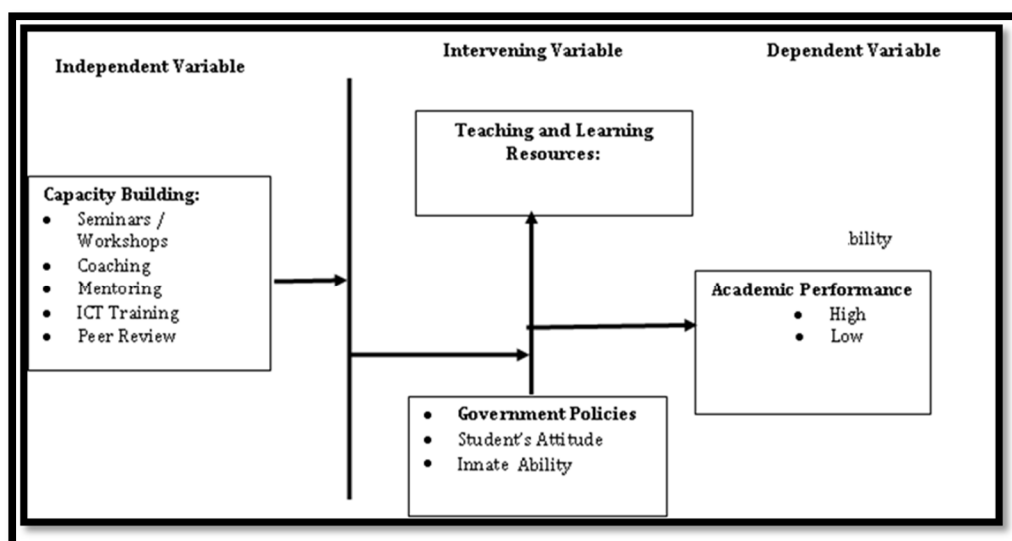 Independent Variable
Intervening Variable
Dependent Variable
Teaching and Learning
Resources:
Capacity Building:
● Seminars /
Workshops
● Coaching
● Mentoring
● ICT Training
● Peer Review
bility
Academic Performance
● High
● Low
● Government Policies
● Student's Attitude
● Innate Ability